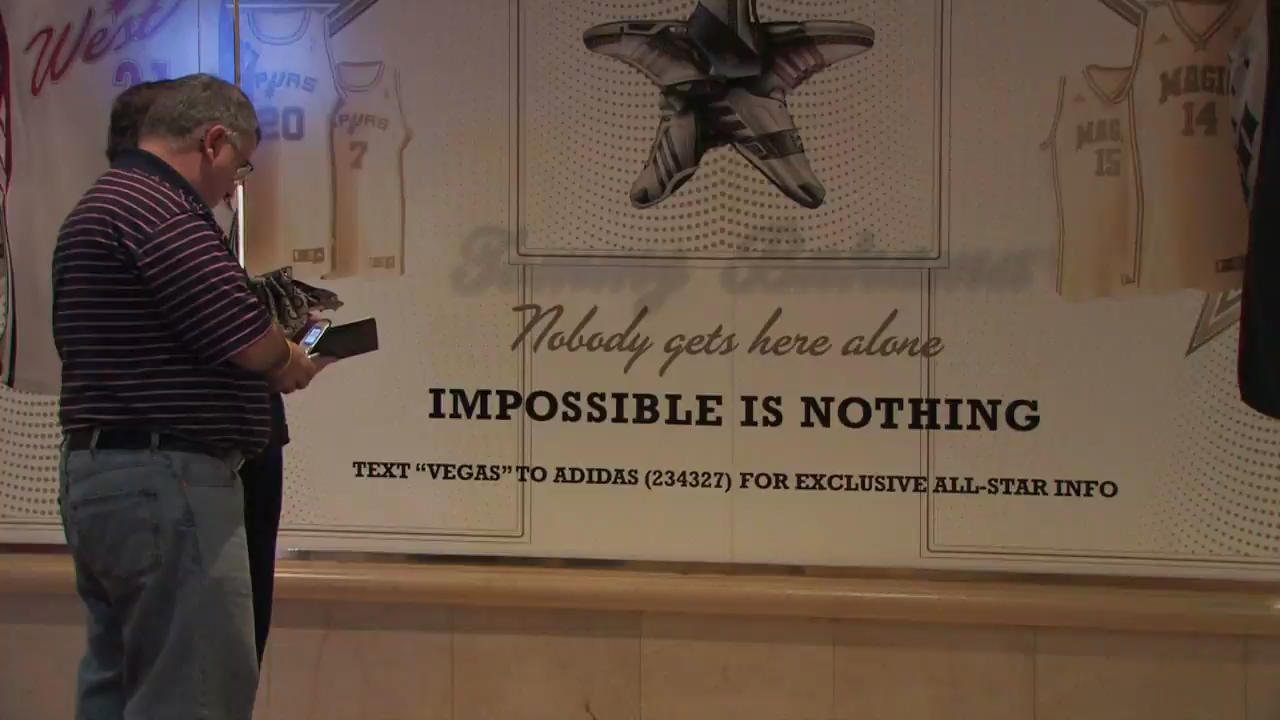 West
SPURS
20
SPURS
7
MAGIC
14
MAG
15
Nobody gets here alone
IMPOSSIBLE IS NOTHING
TEXT “VEGAS” TO ADIDAS (234327) FOR EXCLUSIVE ALL-STAR INFO